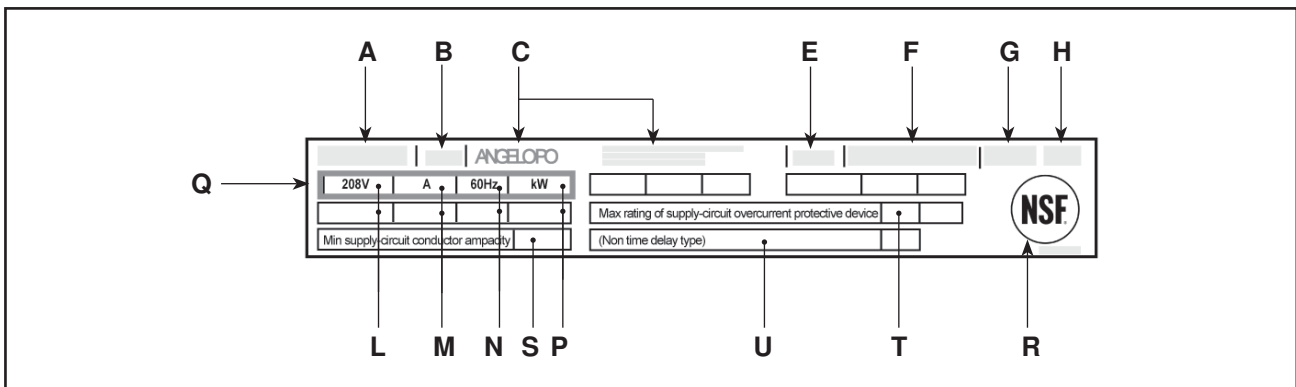 A B C E F G H
ANGELOPO
Q
208V A 60Hz kW
Max rating of supply-circuit overcurrent protective device
NSF
Min supply-circuit conductor ampacity
(Non time delay type)
L M N S P U T R